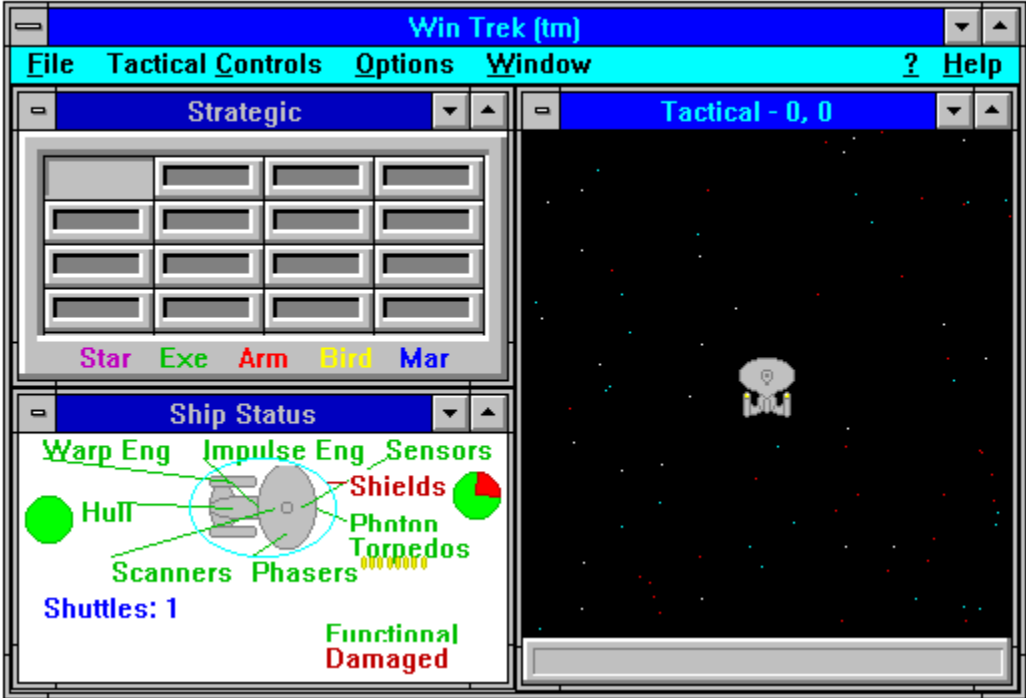 Win Trek (tm)
File Tactical Controls Options Window ? Help
Strategic
Star Exe Arm Bird Mar
Tactical - 0, 0
Ship Status
Warp Eng Impulse Eng Sensors
Shields
Hull
Photon
Torpedos
Scanners Phasers
Shuttles: 1
Functional
Damaged